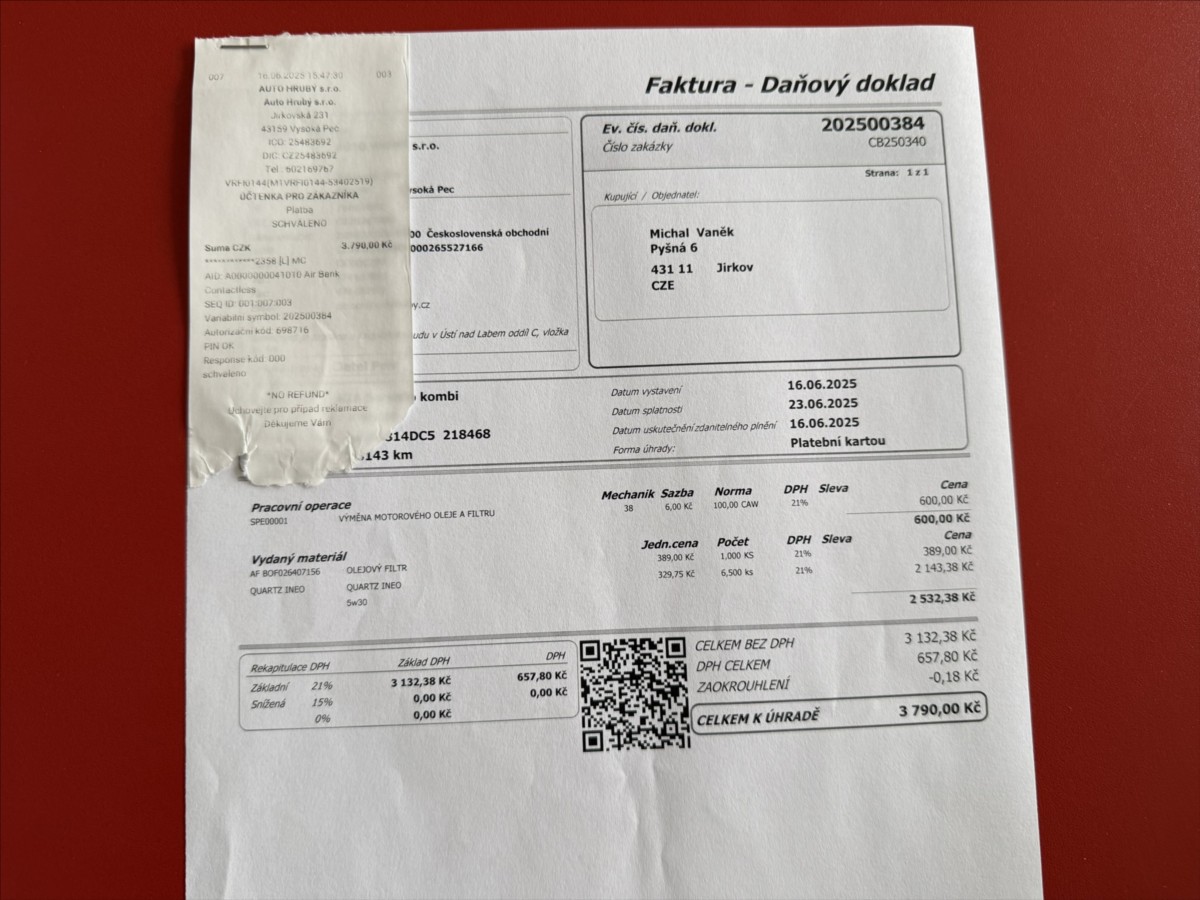 007 16.06.2025 15:47:30 003
AUTO HRUBÝ s.r.o.
Auto Hrubý s.r.o.
Jirkovská 231
43159 Vysoká Pec
IČO: 25483692
DIČ: CZ25483692
Tel.: 602169767
VRFI0144(M1VRFI0144-53402519)
ÚČTENKA PRO ZÁKAZNÍKA
Platba
SCHVÁLENO
Suma CZK 3.790,00 Kč
************2358 [L] MC
AID: A0000000041010 Air Bank
Contactless
SEQ ID: 001:007:003
Variabilní symbol: 202500384
Autorizační kód: 698716
PIN OK
Response kód: 000
schváleno
*NO REFUND*
Uchovejte pro případ reklamace
Děkujeme Vám
Faktura - Daňový doklad
s.r.o.
soká Pec
00 Československá obchodní
000265527166
by.cz
udu v Ústí nad Labem oddíl C, vložka
Ev. čís. daň. dokl. 202500384
Číslo zakázky CB250340
Strana: 1 z 1
Kupující / Objednatel:
Michal Vaněk
Pyšná 6
431 11 Jirkov
CZE
kombi
314DC5 218468
143 km
Datum vystavení 16.06.2025
Datum splatnosti 23.06.2025
Datum uskutečnění zdanitelného plnění 16.06.2025
Forma úhrady: Platební kartou
Pracovní operace Mechanik Sazba Norma DPH Sleva Cena
SPE00001 VÝMĚNA MOTOROVÉHO OLEJE A FILTRU 38 6,00 Kč 100,00 CAW 21% 600,00 Kč
600,00 Kč
Vydaný materiál Jedn.cena Počet DPH Sleva Cena
AF BOF026407156 OLEJOVÝ FILTR 389,00 Kč 1,000 KS 21% 389,00 Kč
QUARTZ INEO QUARTZ INEO 329,75 Kč 6,500 ks 21% 2 143,38 Kč
5w30
2 532,38 Kč
Rekapitulace DPH Základ DPH DPH
Základní 21% 3 132,38 Kč 657,80 Kč
Snížená 15% 0,00 Kč 0,00 Kč
0% 0,00 Kč
CELKEM BEZ DPH 3 132,38 Kč
DPH CELKEM 657,80 Kč
ZAOKROUHLENÍ -0,18 Kč
CELKEM K ÚHRADĚ 3 790,00 Kč